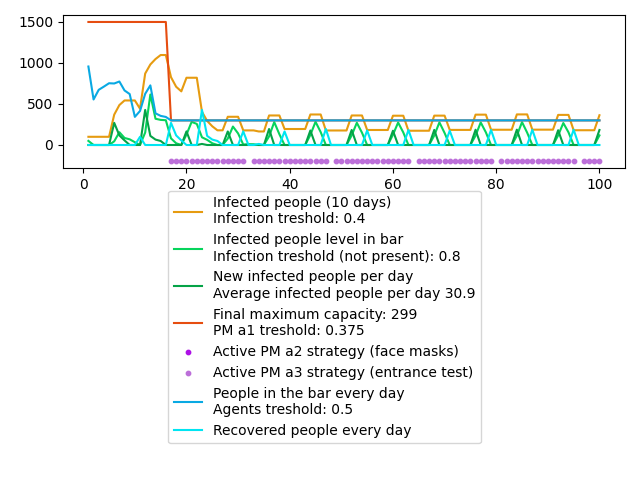 1500
1000
500
0
0
20
40
60
80
100
Infected people (10 days)
Infection treshold: 0.4
Infected people level in bar
Infection treshold (not present): 0.8
New infected people per day
Average infected people per day 30.9
Final maximum capacity: 299
PM a1 treshold: 0.375
Active PM a2 strategy (face masks)
Active PM a3 strategy (entrance test)
People in the bar every day
Agents treshold: 0.5
Recovered people every day